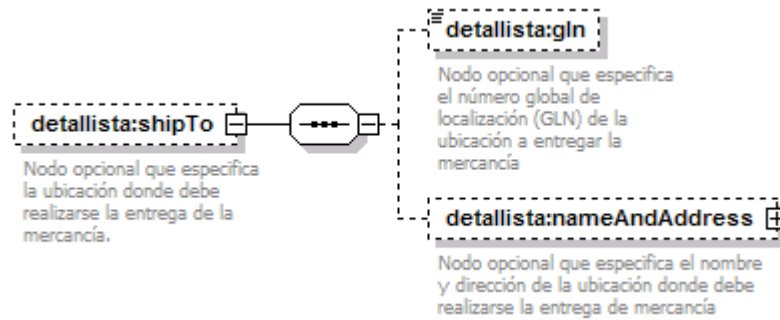 detallista:gln
Nodo opcional que especifica
el número global de
localización (GLN) de la
ubicación a entregar la
mercancía
detallista:shipTo
Nodo opcional que especifica
la ubicación donde debe
realizarse la entrega de la
mercancía.
detallista:nameAndAddress
Nodo opcional que especifica el nombre
y dirección de la ubicación donde debe
realizarse la entrega de mercancía